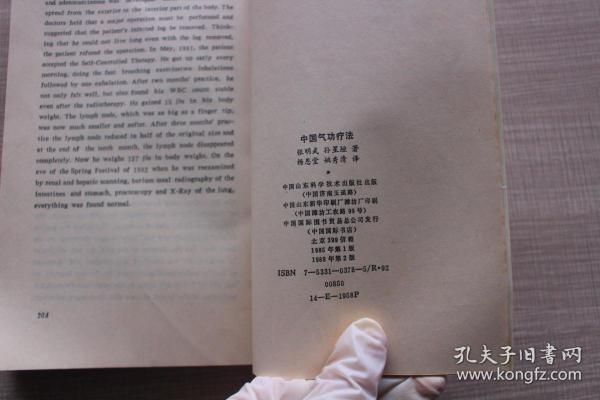 and adenocarcinoma was
spread from the exterior to the interior part of the body. The
doctors held that a major operation must be performed and
suggested that the patient's infected leg be removed. Think-
ing that he could not live long even with the leg removed,
the patient refused the operation. In May, 1981, the patient
accepted the Self-Controlled Therapy. He got up early every
morning, doing the fast breathing exercise: two inhalations
followed by one exhalation. After two months' practice, he
not only felt well, but also found his WBC count stable
even after the radiotherapy. He gained 15 jin in his body
weight. The lymph node, which was as big as a finger tip,
was now much smaller and softer. After three months' prac-
tice the lymph node reduced in half of the original size and
at the end of the tenth month, the lymph node disappeared
completely. Now he weighs 127 jin in body weight. On the
eve of the Spring Festival of 1982 when he was reexamined
by renal and hepatic scanning, barium meal radiography of the
Intestines and stomach, proctoscopy and X-Ray of the lung,
everything was found normal.
204
中国气功疗法
张明武 孙星垣 著
杨恩堂 姚秀清 译
*
中国山东科学技术出版社出版
(中国济南玉函路)
中国山东新华印刷厂潍坊厂印刷
(中国潍坊工农路99号)
中国国际图书贸易总公司发行
(中国国际书店)
北京399信箱
1985年第1版
1989年第2版
ISBN 7—5331—0378—5/R·92
00850
14—E—1958P
孔夫子旧书网
www.kongfz.com